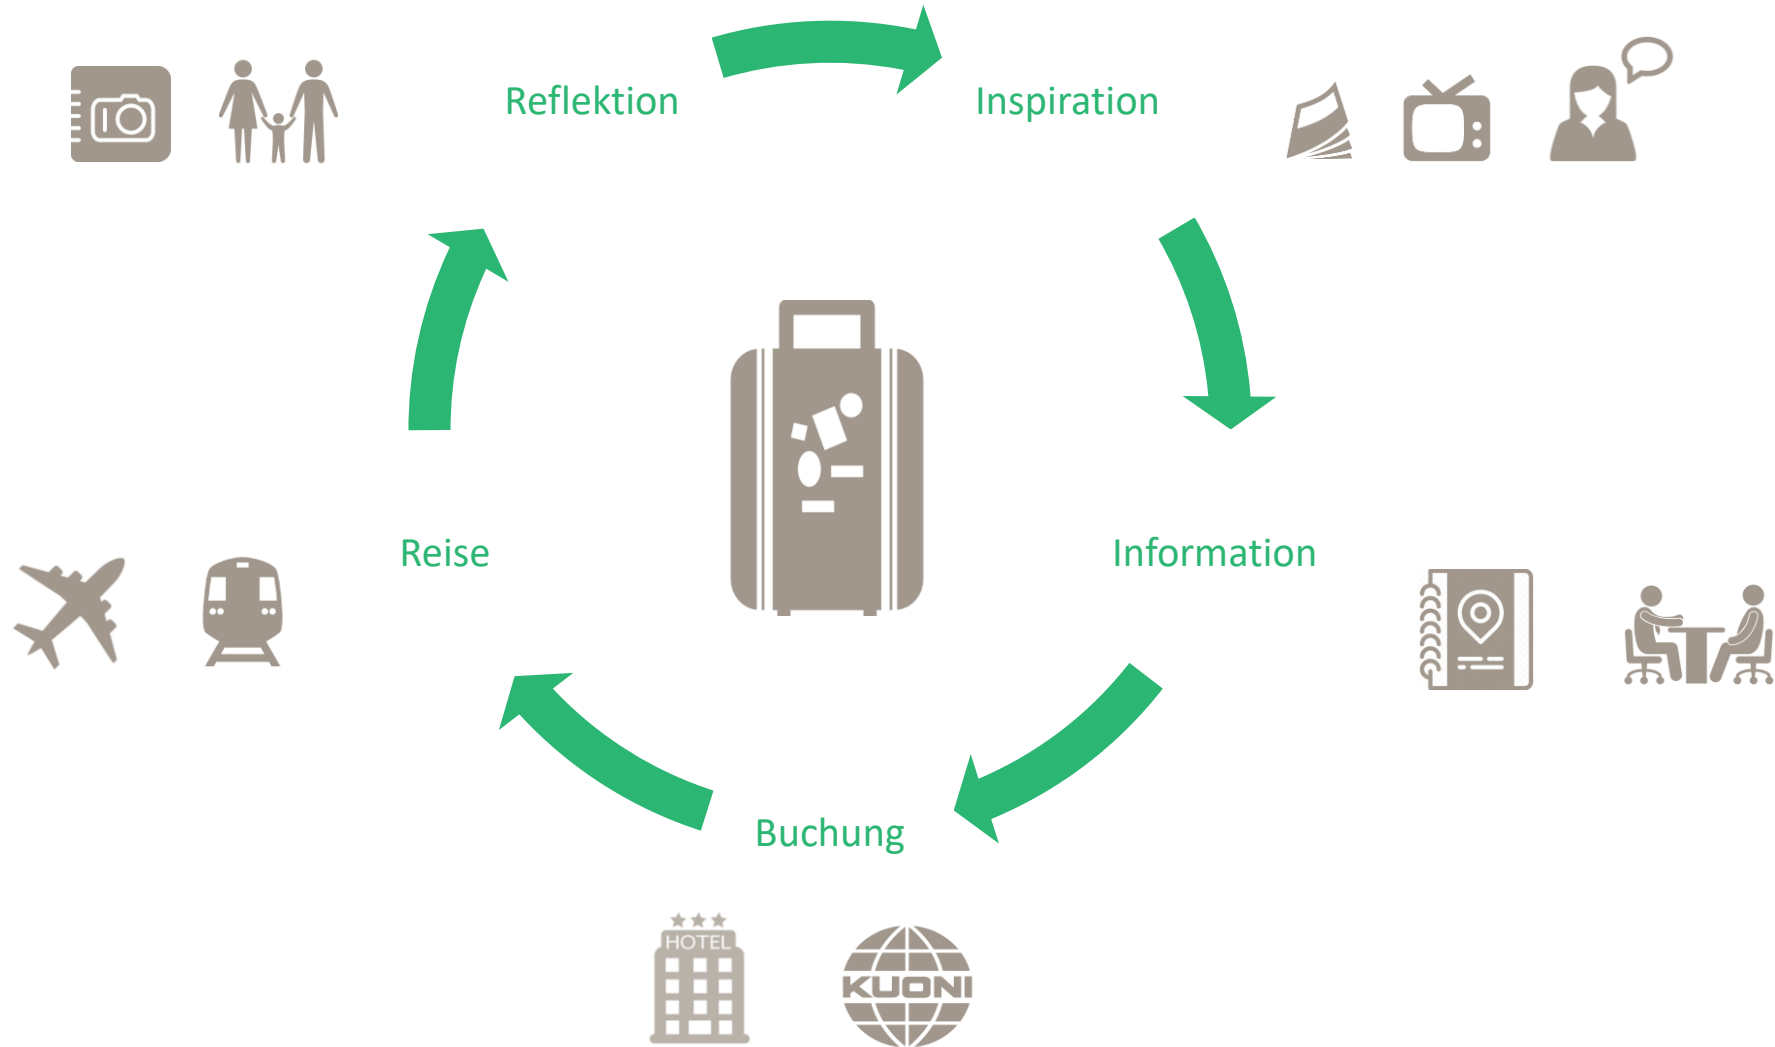 Reflektion
Inspiration
Reise
Information
Buchung
HOTEL
KUONI